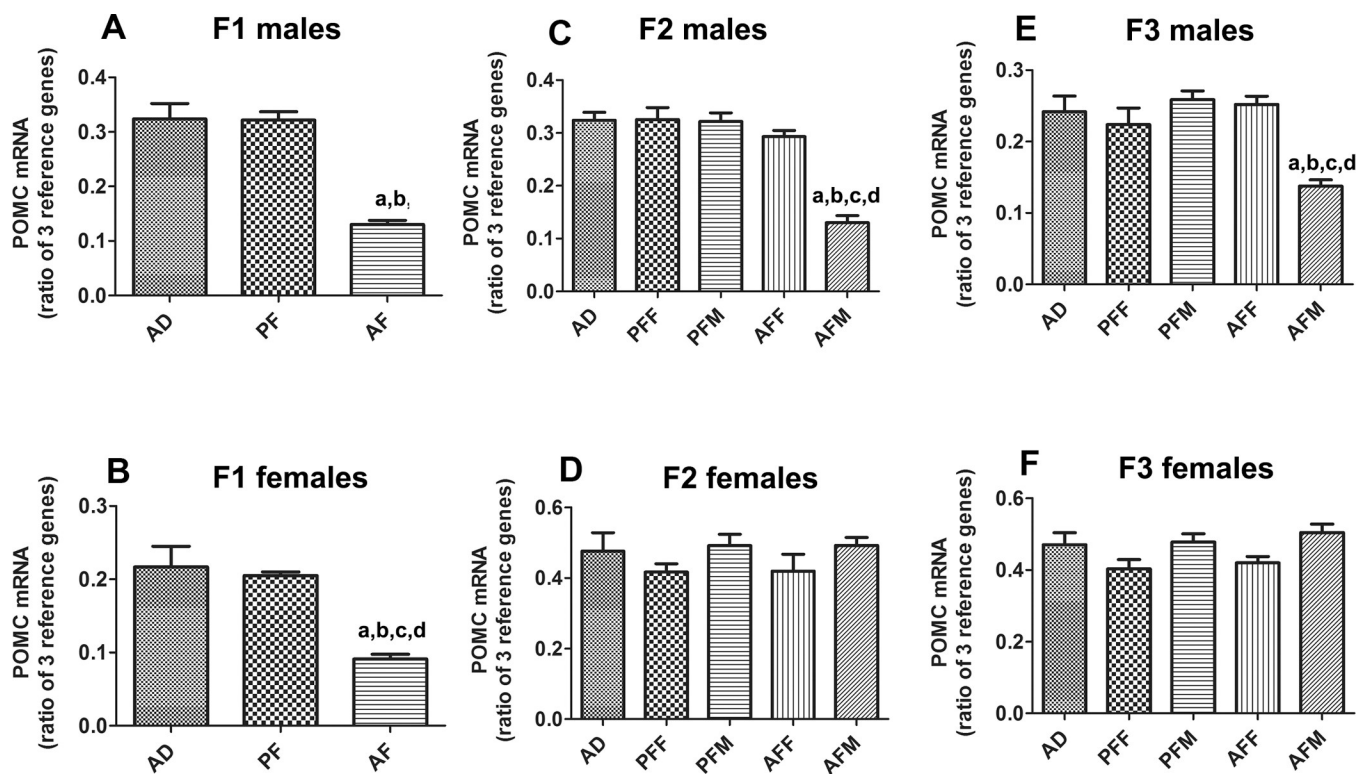 A
F1 males
POMC mRNA
(ratio of 3 reference genes)
0.4
0.3
0.2
0.1
0.0
a,b,
AD
PF
AF
C
F2 males
POMC mRNA
(ratio of 3 reference genes)
0.4
0.3
0.2
0.1
0.0
a,b,c,d
AD
PFF
PFM
AFF
AFM
E
F3 males
POMC mRNA
(ratio of 3 reference genes)
0.3
0.2
0.1
0.0
a,b,c,d
AD
PFF
PFM
AFF
AFM
B
F1 females
POMC mRNA
(ratio of 3 reference genes)
0.3
0.2
0.1
0.0
a,b,c,d
AD
PF
AF
D
F2 females
POMC mRNA
(ratio of 3 reference genes)
0.6
0.4
0.2
0.0
AD
PFF
PFM
AFF
AFM
F
F3 females
POMC mRNA
(ratio of 3 reference genes)
0.6
0.4
0.2
0.0
AD
PFF
PFM
AFF
AFM